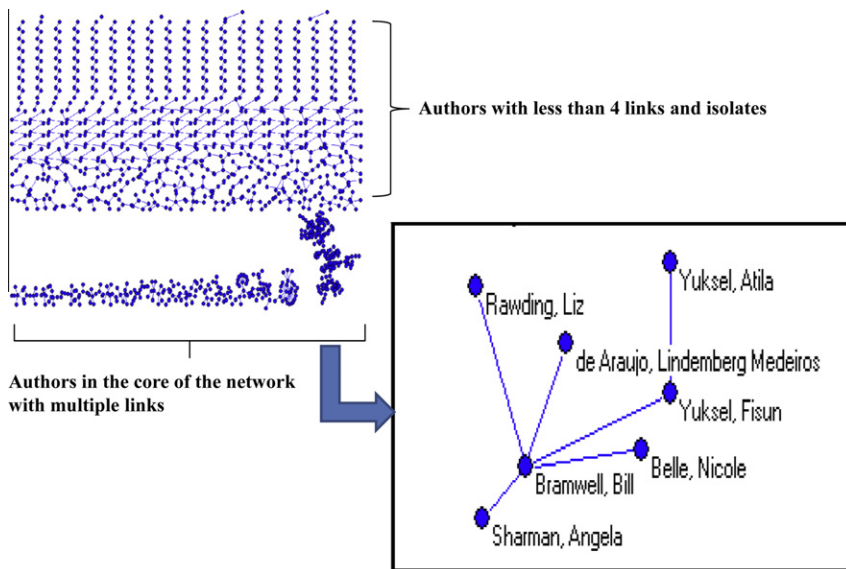 Authors with less than 4 links and isolates
Authors in the core of the network
with multiple links
Yuksel, Atila
Rawding, Liz
de Araujo, Lindemberg Medeiros
Yuksel, Fisun
Belle, Nicole
Bramwell, Bill
Sharman, Angela